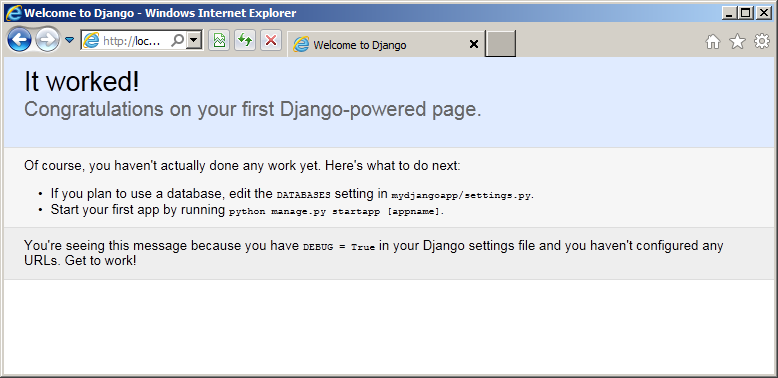 Welcome to Django - Windows Internet Explorer
http://loc...
Welcome to Django
It worked!
Congratulations on your first Django-powered page.
Of course, you haven't actually done any work yet. Here's what to do next:
• If you plan to use a database, edit the DATABASES setting in mydjangoapp/settings.py.
• Start your first app by running python manage.py startapp [appname].
You're seeing this message because you have DEBUG = True in your Django settings file and you haven't configured any
URLs. Get to work!